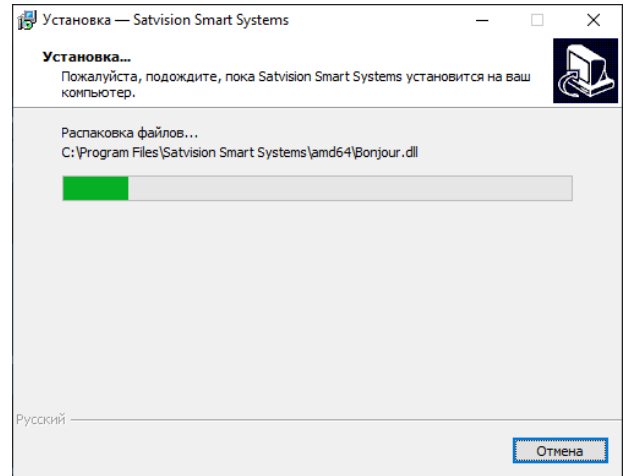 Установка — Satvision Smart Systems
Установка...
Пожалуйста, подождите, пока Satvision Smart Systems установится на ваш
компьютер.
Распаковка файлов...
C:\Program Files\Satvision Smart Systems\amd64\Bonjour.dll
Русский
Отмена